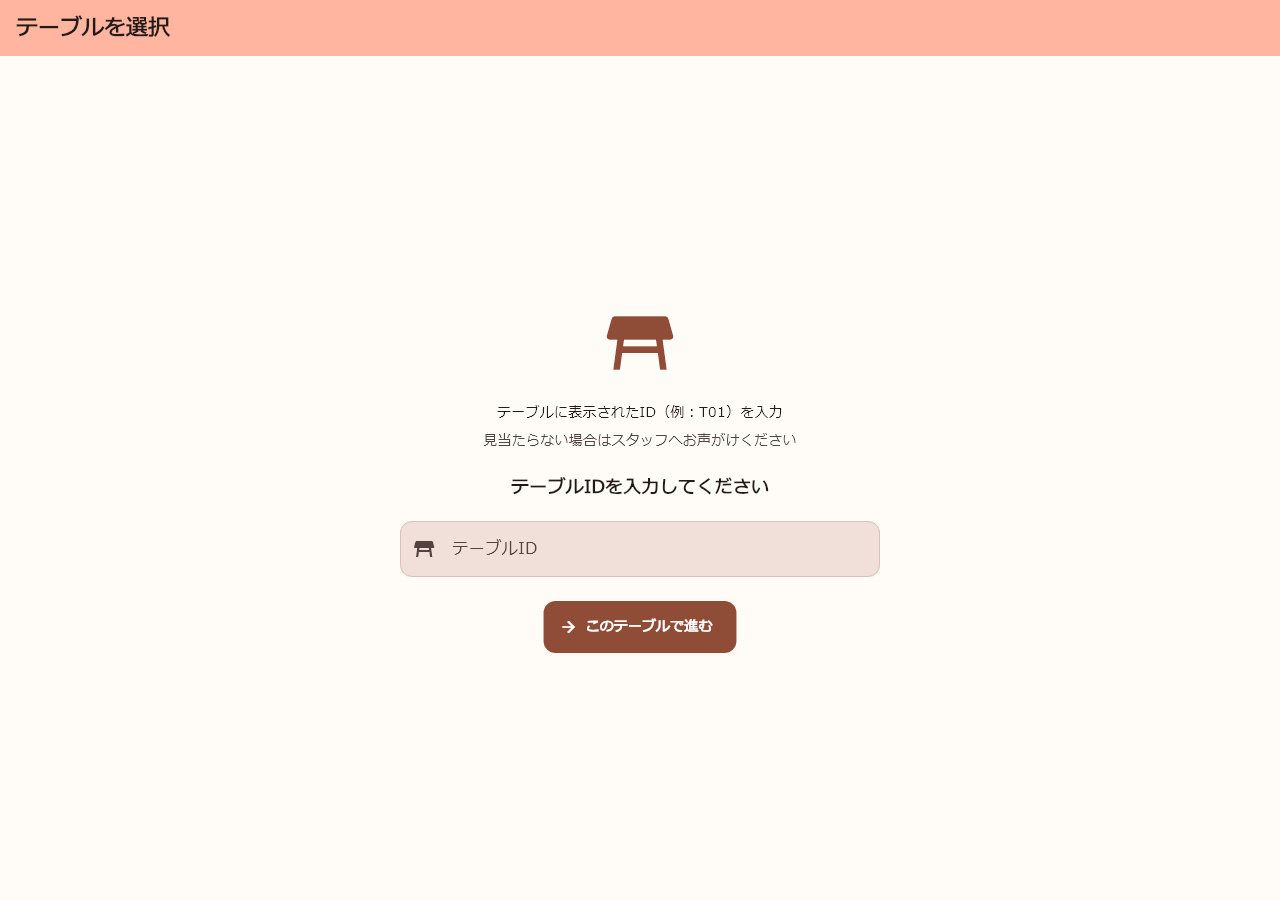 テーブルを選択
テーブルに表示されたID（例：T01）を入力
見当たらない場合はスタッフへお声がけください
テーブルIDを入力してください
テーブルID
このテーブルで進む